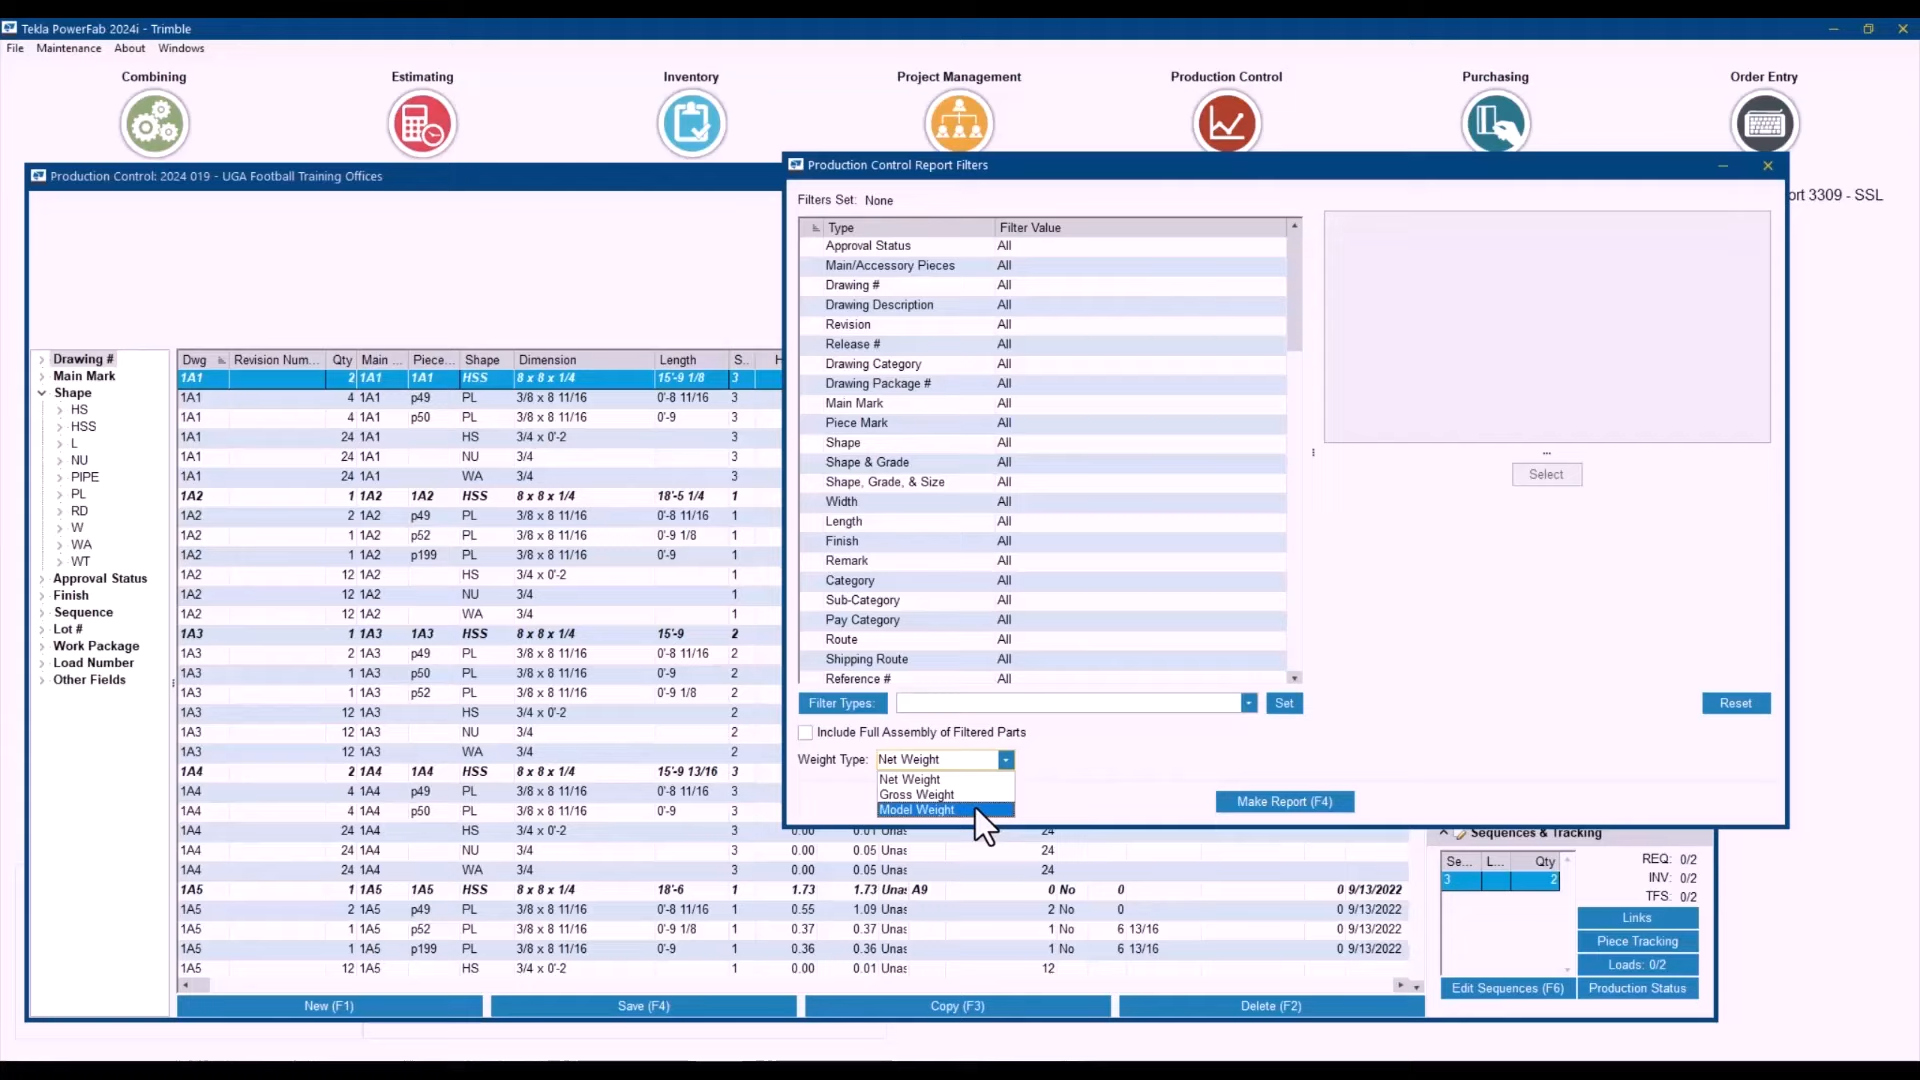 Tekla PowerFab 2024i - Trimble
File Maintenance About Windows
Combining Estimating Inventory Project Management Production Control Purchasing Order Entry
Production Control: 2024 019 - UGA Football Training Offices
Production Control Report Filters
ort 3309 - SSL
Filters Set: None
Type Filter Value
Approval Status All
Main/Accessory Pieces All
Drawing # All
Drawing Description All
Revision All
Release # All
Drawing Category All
Drawing Package # All
Main Mark All
Piece Mark All
Shape All
Shape & Grade All
Shape, Grade, & Size All
Width All
Length All
Finish All
Remark All
Category All
Sub-Category All
Pay Category All
Route All
Shipping Route All
Reference # All
...
Select
Filter Types: Set Reset
Include Full Assembly of Filtered Parts
Weight Type: Net Weight
Net Weight
Gross Weight
Model Weight
Make Report (F4)
Drawing #
Main Mark
Shape
HS
HSS
L
NU
PIPE
PL
RD
W
WA
WT
Approval Status
Finish
Sequence
Lot #
Work Package
Load Number
Other Fields
Dwg Revision Num... Qty Main ... Piece... Shape Dimension Length S.. H
1A1 2 1A1 1A1 HSS 8 x 8 x 1/4 15'-9 1/8 3
1A1 4 1A1 p49 PL 3/8 x 8 11/16 0'-8 11/16 3
1A1 4 1A1 p50 PL 3/8 x 8 11/16 0'-9 3
1A1 24 1A1 HS 3/4 x 0'-2 3
1A1 24 1A1 NU 3/4 3
1A1 24 1A1 WA 3/4 3
1A2 1 1A2 1A2 HSS 8 x 8 x 1/4 18'-5 1/4 1
1A2 2 1A2 p49 PL 3/8 x 8 11/16 0'-8 11/16 1
1A2 1 1A2 p52 PL 3/8 x 8 11/16 0'-9 1/8 1
1A2 1 1A2 p199 PL 3/8 x 8 11/16 0'-9 1
1A2 12 1A2 HS 3/4 x 0'-2 1
1A2 12 1A2 NU 3/4 1
1A2 12 1A2 WA 3/4 1
1A3 1 1A3 1A3 HSS 8 x 8 x 1/4 15'-9 2
1A3 2 1A3 p49 PL 3/8 x 8 11/16 0'-8 11/16 2
1A3 1 1A3 p50 PL 3/8 x 8 11/16 0'-9 2
1A3 1 1A3 p52 PL 3/8 x 8 11/16 0'-9 1/8 2
1A3 12 1A3 HS 3/4 x 0'-2 2
1A3 12 1A3 NU 3/4 2
1A3 12 1A3 WA 3/4 2
1A4 2 1A4 1A4 HSS 8 x 8 x 1/4 15'-9 13/16 3
1A4 4 1A4 p49 PL 3/8 x 8 11/16 0'-8 11/16 3
1A4 4 1A4 p50 PL 3/8 x 8 11/16 0'-9 3
1A4 24 1A4 HS 3/4 x 0'-2 3 0.00 0.01 Unas 24
1A4 24 1A4 NU 3/4 3 0.00 0.05 Unas 24
1A4 24 1A4 WA 3/4 3 0.00 0.05 Unas 24
1A5 1 1A5 1A5 HSS 8 x 8 x 1/4 18'-6 1 1.73 1.73 Unas A9 0 No 0 0 9/13/2022
1A5 2 1A5 p49 PL 3/8 x 8 11/16 0'-8 11/16 1 0.55 1.09 Unas 2 No 0 0 9/13/2022
1A5 1 1A5 p52 PL 3/8 x 8 11/16 0'-9 1/8 1 0.37 0.37 Unas 1 No 6 13/16 0 9/13/2022
1A5 1 1A5 p199 PL 3/8 x 8 11/16 0'-9 1 0.36 0.36 Unas 1 No 6 13/16 0 9/13/2022
1A5 12 1A5 HS 3/4 x 0'-2 1 0.00 0.01 Unas 12
New (F1) Save (F4) Copy (F3) Delete (F2)
Sequences & Tracking
Se... L... Qty
3 2
REQ: 0/2
INV: 0/2
TFS: 0/2
Links
Piece Tracking
Loads: 0/2
Edit Sequences (F6) Production Status